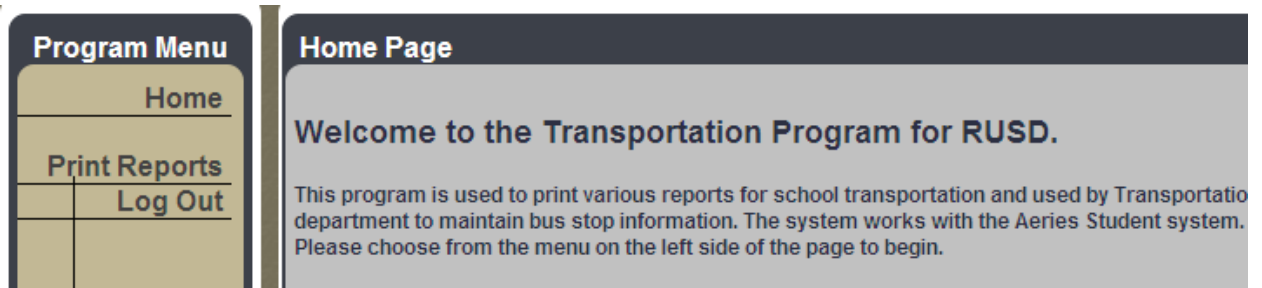 Program Menu
Home
Print Reports
Log Out
Home Page
Welcome to the Transportation Program for RUSD.
This program is used to print various reports for school transportation and used by Transportatio
department to maintain bus stop information. The system works with the Aeries Student system.
Please choose from the menu on the left side of the page to begin.